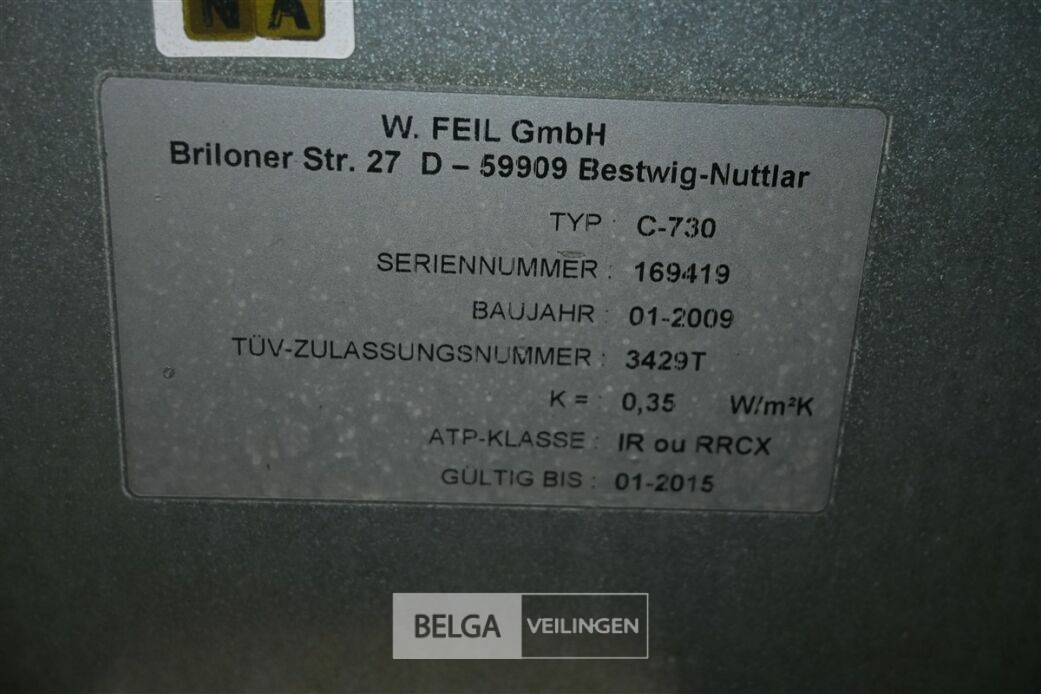 N A
W. FEIL GmbH
Briloner Str. 27 D – 59909 Bestwig-Nuttlar
TYP : C-730
SERIENNUMMER : 169419
BAUJAHR : 01-2009
TÜV-ZULASSUNGSNUMMER : 3429T
K = : 0,35 W/m²K
ATP-KLASSE : IR ou RRCX
GÜLTIG BIS : 01-2015
BELGA VEILINGEN